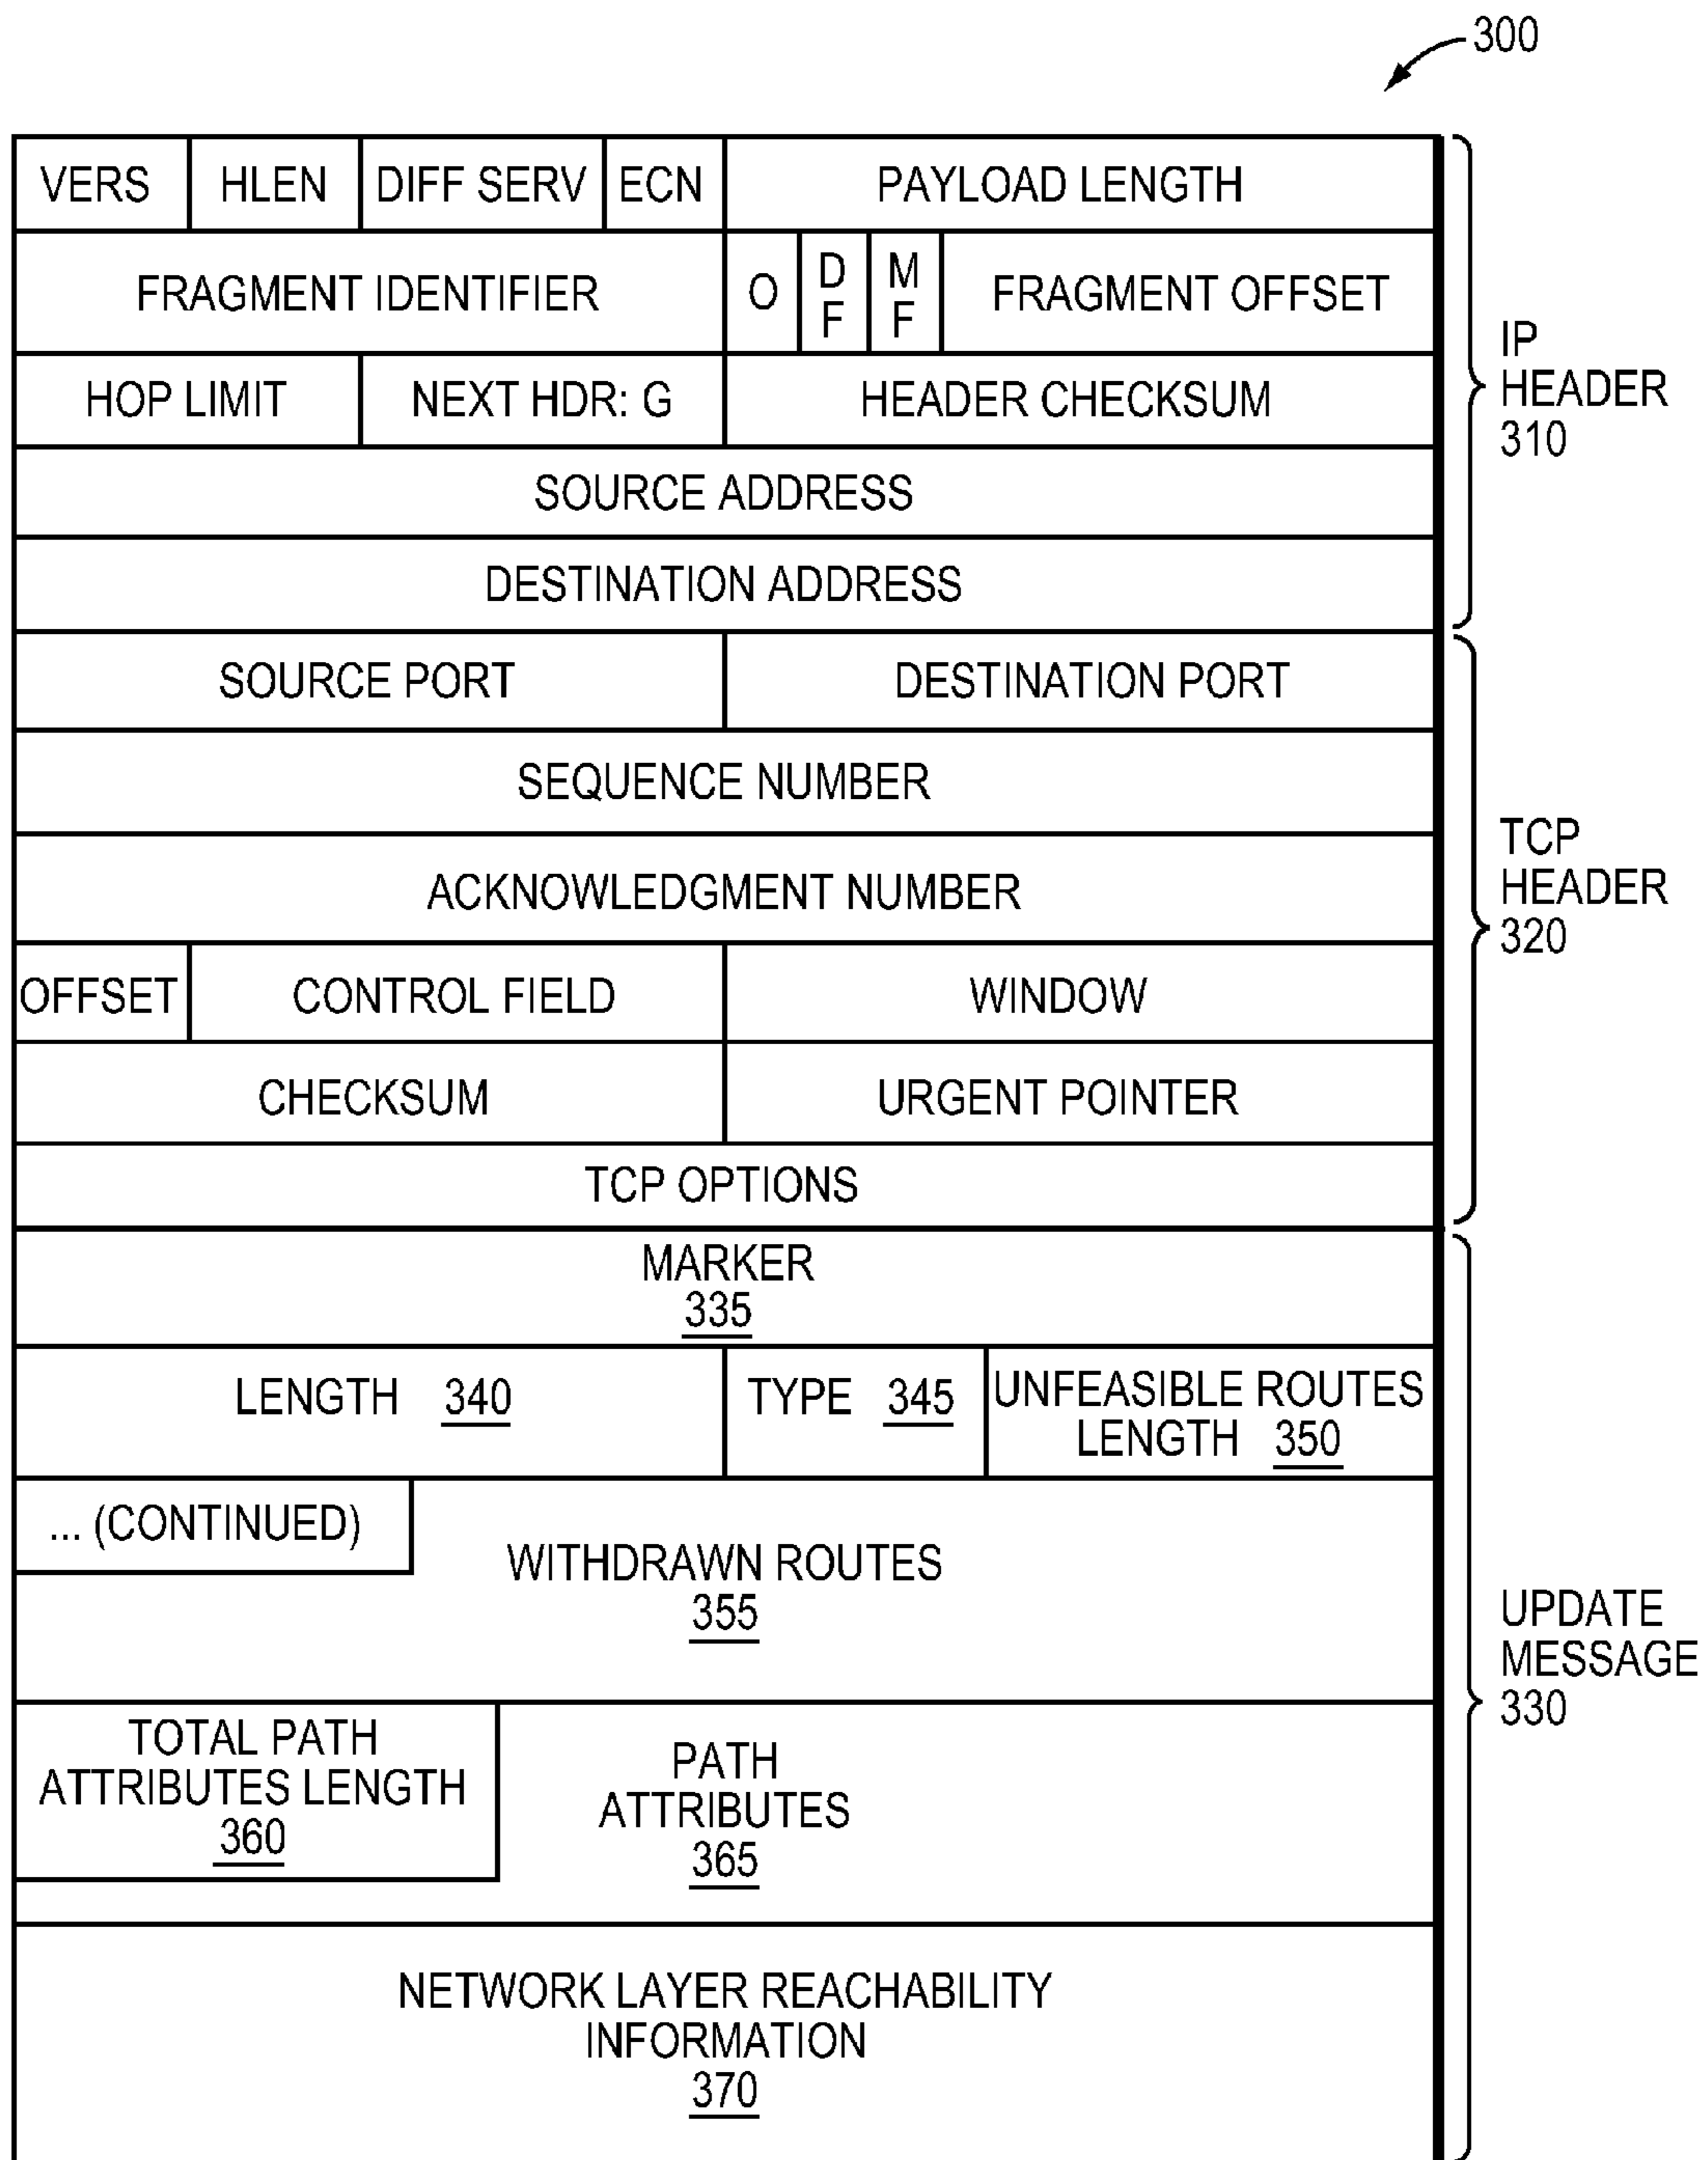 300
VERS HLEN DIFF SERV ECN PAYLOAD LENGTH
FRAGMENT IDENTIFIER O DF MF FRAGMENT OFFSET
HOP LIMIT NEXT HDR: G HEADER CHECKSUM
SOURCE ADDRESS
DESTINATION ADDRESS
IP
HEADER
310
SOURCE PORT DESTINATION PORT
SEQUENCE NUMBER
ACKNOWLEDGMENT NUMBER
OFFSET CONTROL FIELD WINDOW
CHECKSUM URGENT POINTER
TCP OPTIONS
TCP
HEADER
320
MARKER
335
LENGTH 340 TYPE 345 UNFEASIBLE ROUTES
LENGTH 350
... (CONTINUED)
WITHDRAWN ROUTES
355
TOTAL PATH
ATTRIBUTES LENGTH
360
PATH
ATTRIBUTES
365
NETWORK LAYER REACHABILITY
INFORMATION
370
UPDATE
MESSAGE
330